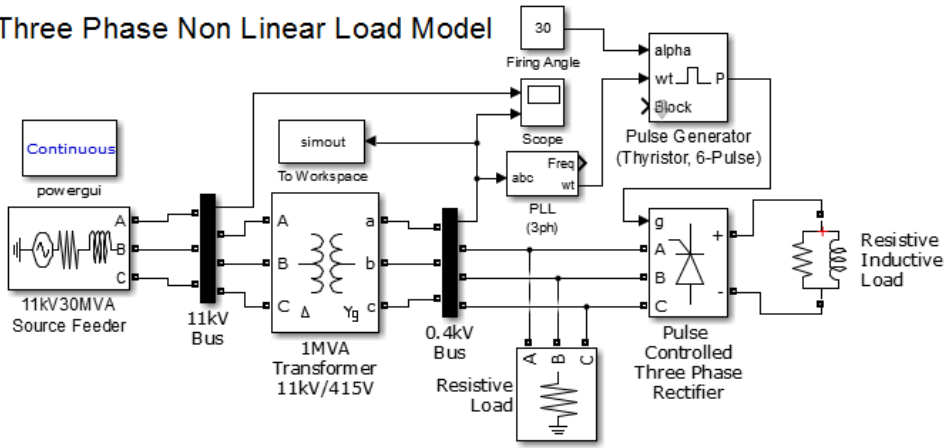 Three Phase Non Linear Load Model
30
Firing Angle
alpha
wt
P
Block
Pulse Generator
(Thyristor, 6-Pulse)
Scope
simout
To Workspace
Freq
abc
wt
PLL
(3ph)
Continuous
powergui
A
B
C
11kV30MVA
Source Feeder
11kV
Bus
A
a
B
b
C
Δ
Yg
c
1MVA
Transformer
11kV/415V
0.4kV
Bus
g
A
+
B
C
-
Pulse
Controlled
Three Phase
Rectifier
Resistive
Inductive
Load
A
B
C
Resistive
Load